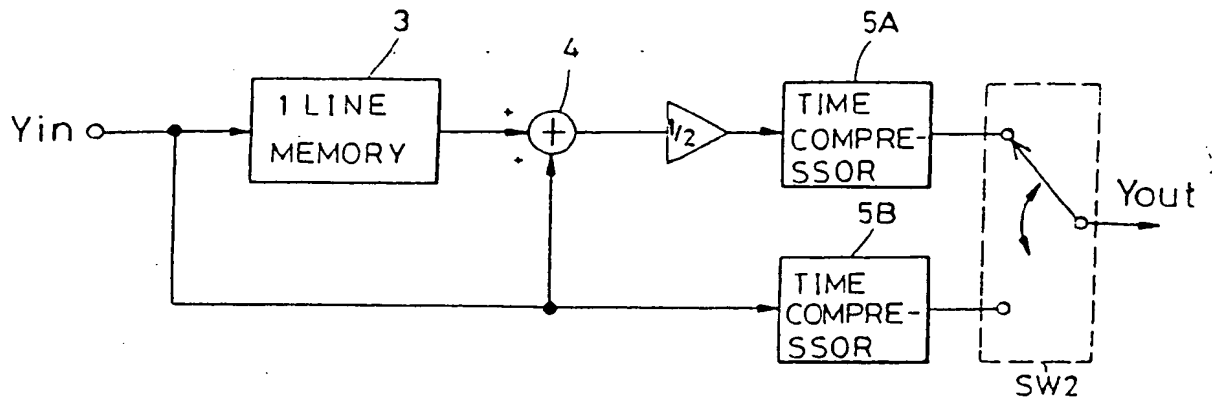 3
4
5A
Yin
1 LINE
MEMORY
+
+
+
1/2
TIME
COMPRE-
SSOR
Yout
5B
TIME
COMPRE-
SSOR
SW2